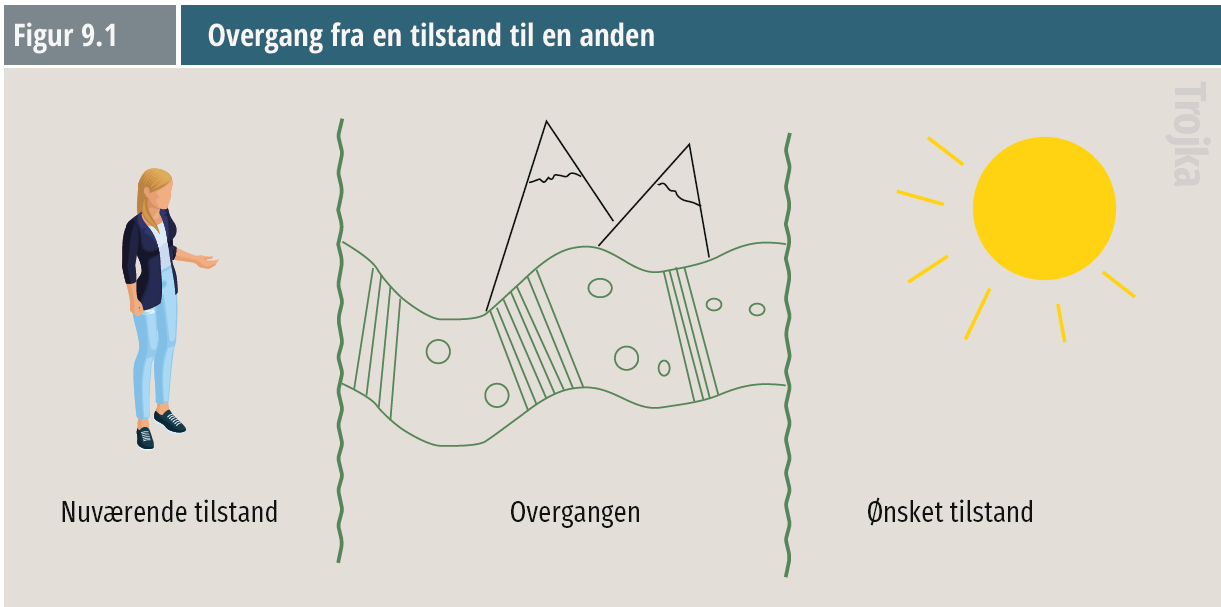 Figur 9.1
Overgang fra en tilstand til en anden
Trojka
Nuværende tilstand
Overgangen
Ønsket tilstand